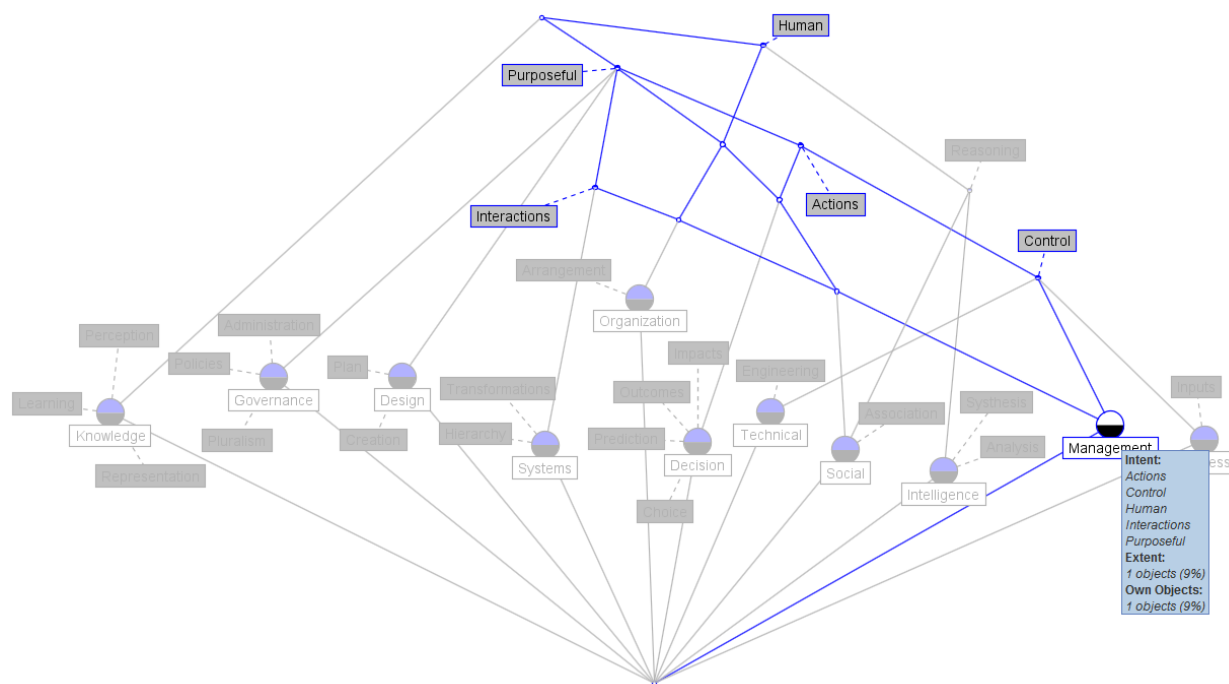 Human
Purposeful
Reasoning
Actions
Interactions
Control
Arrangement
Organization
Administration
Perception
Impacts
Policies
Plan
Engineering
Transformations
Outcomes
Inputs
Learning
Governance
Design
Systhesis
Association
Knowledge
Pluralism
Creation
Hierarchy
Prediction
Technical
Analysis
Management
Representation
Systems
Decision
Social
Intelligence
Choice
Intent:
Actions
Control
Human
Interactions
Purposeful
Extent:
1 objects (9%)
Own Objects:
1 objects (9%)